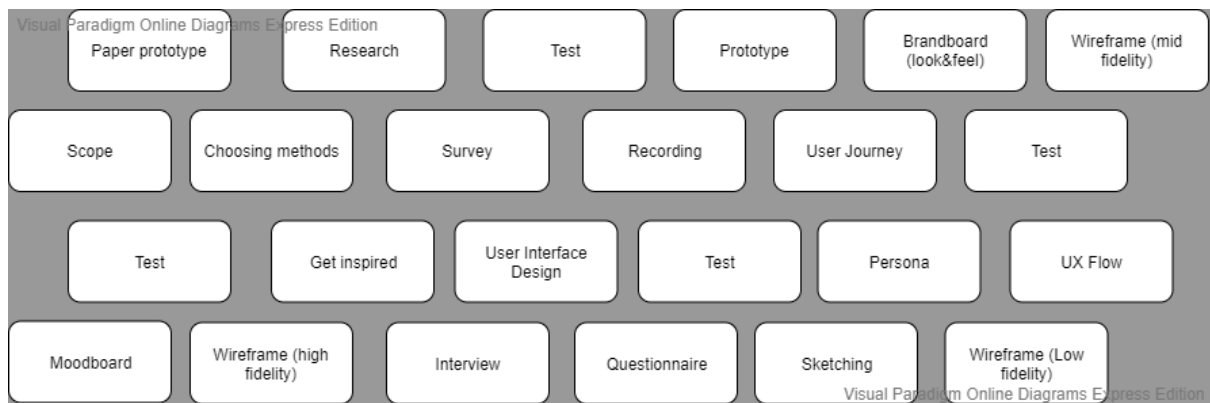 Visual Paradigm Online Diagrams Express Edition
Paper prototype
Research
Test
Prototype
Brandboard
(look&feel)
Wireframe (mid
fidelity)
Scope
Choosing methods
Survey
Recording
User Journey
Test
Test
Get inspired
User Interface
Design
Test
Persona
UX Flow
Moodboard
Wireframe (high
fidelity)
Interview
Questionnaire
Sketching
Wireframe (Low
fidelity)
Visual Paradigm Online Diagrams Express Edition